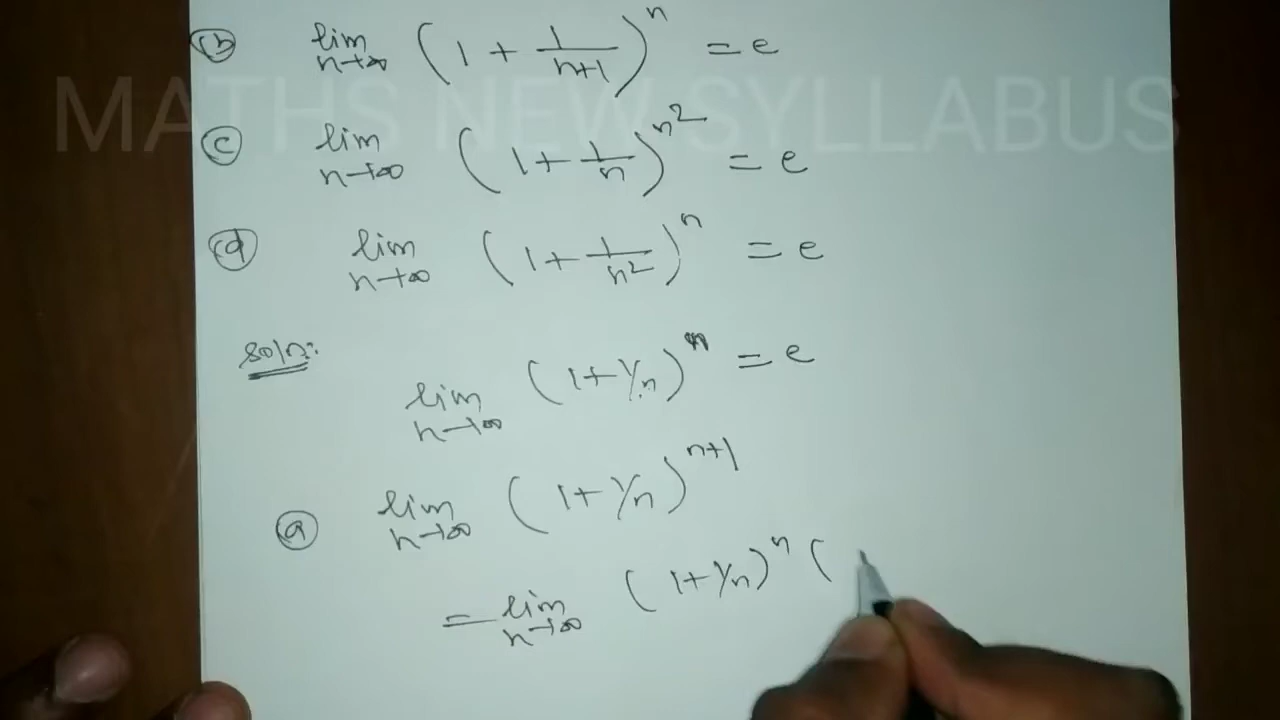 (b) lim n→∞ (1 + 1/(n+1))^n = e
MATHS NEW SYLLABUS
(c) lim n→∞ (1 + 1/n)^n² = e
(d) lim n→∞ (1 + 1/n²)^n = e
Soln:
lim n→∞ (1 + 1/n)^n = e
(a) lim n→∞ (1 + 1/n)^n+1
= lim n→∞ (1 + 1/n)^n (